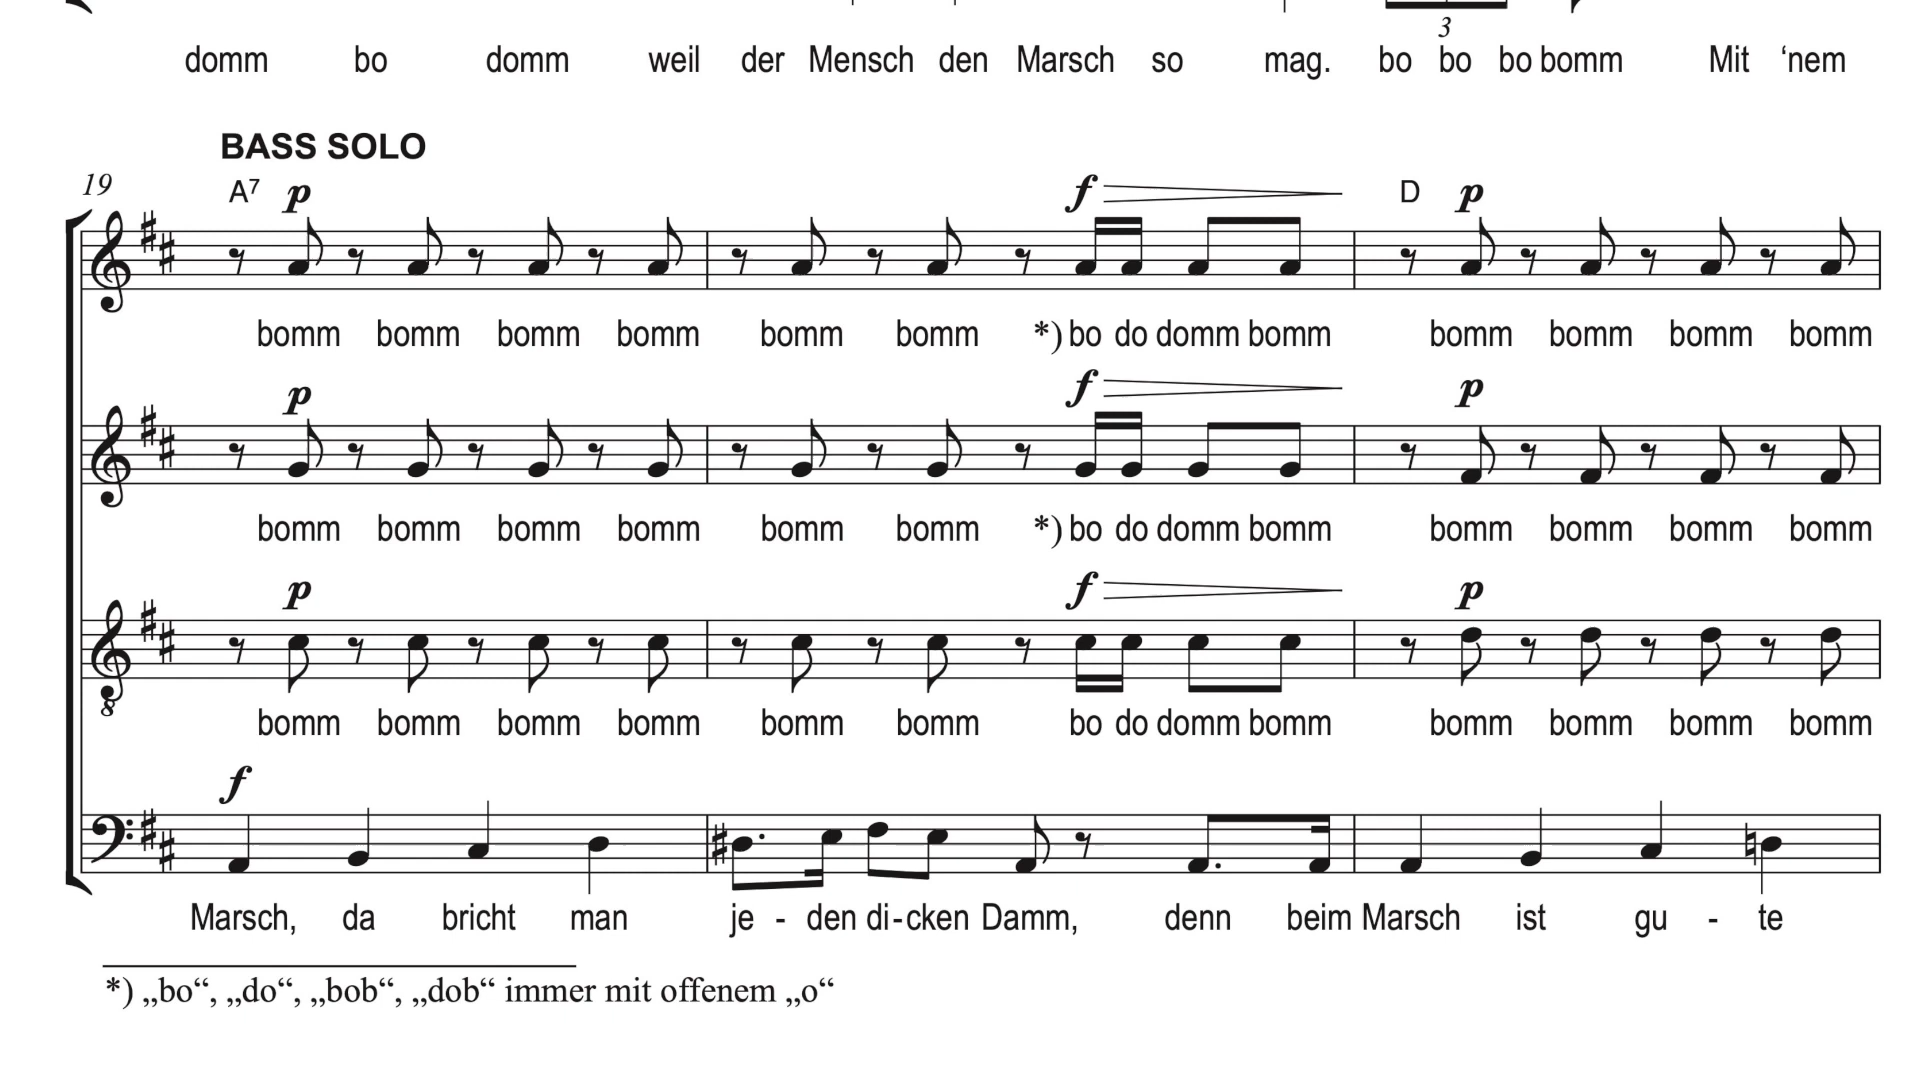 3
domm bo domm weil der Mensch den Marsch so mag. bo bo bo bomm Mit ‘nem
BASS SOLO
19 A7 p f D p
bomm bomm bomm bomm bomm bomm *) bo do domm bomm bomm bomm bomm bomm
p f p
bomm bomm bomm bomm bomm bomm *) bo do domm bomm bomm bomm bomm bomm
p f p
8
bomm bomm bomm bomm bomm bomm bo do domm bomm bomm bomm bomm bomm
f
Marsch, da bricht man je - den di - cken Damm, denn beim Marsch ist gu - te
*) „bo“, „do“, „bob“, „dob“ immer mit offenem „o“